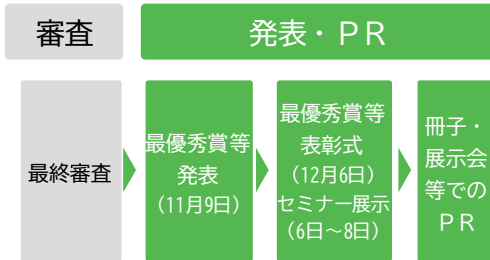 審査
発表・ＰＲ
最終審査
最優秀賞等
発表
（11月9日）
最優秀賞等
表彰式
（12月6日）
セミナー展示
（6日～8日）
冊子・
展示会
等での
ＰＲ